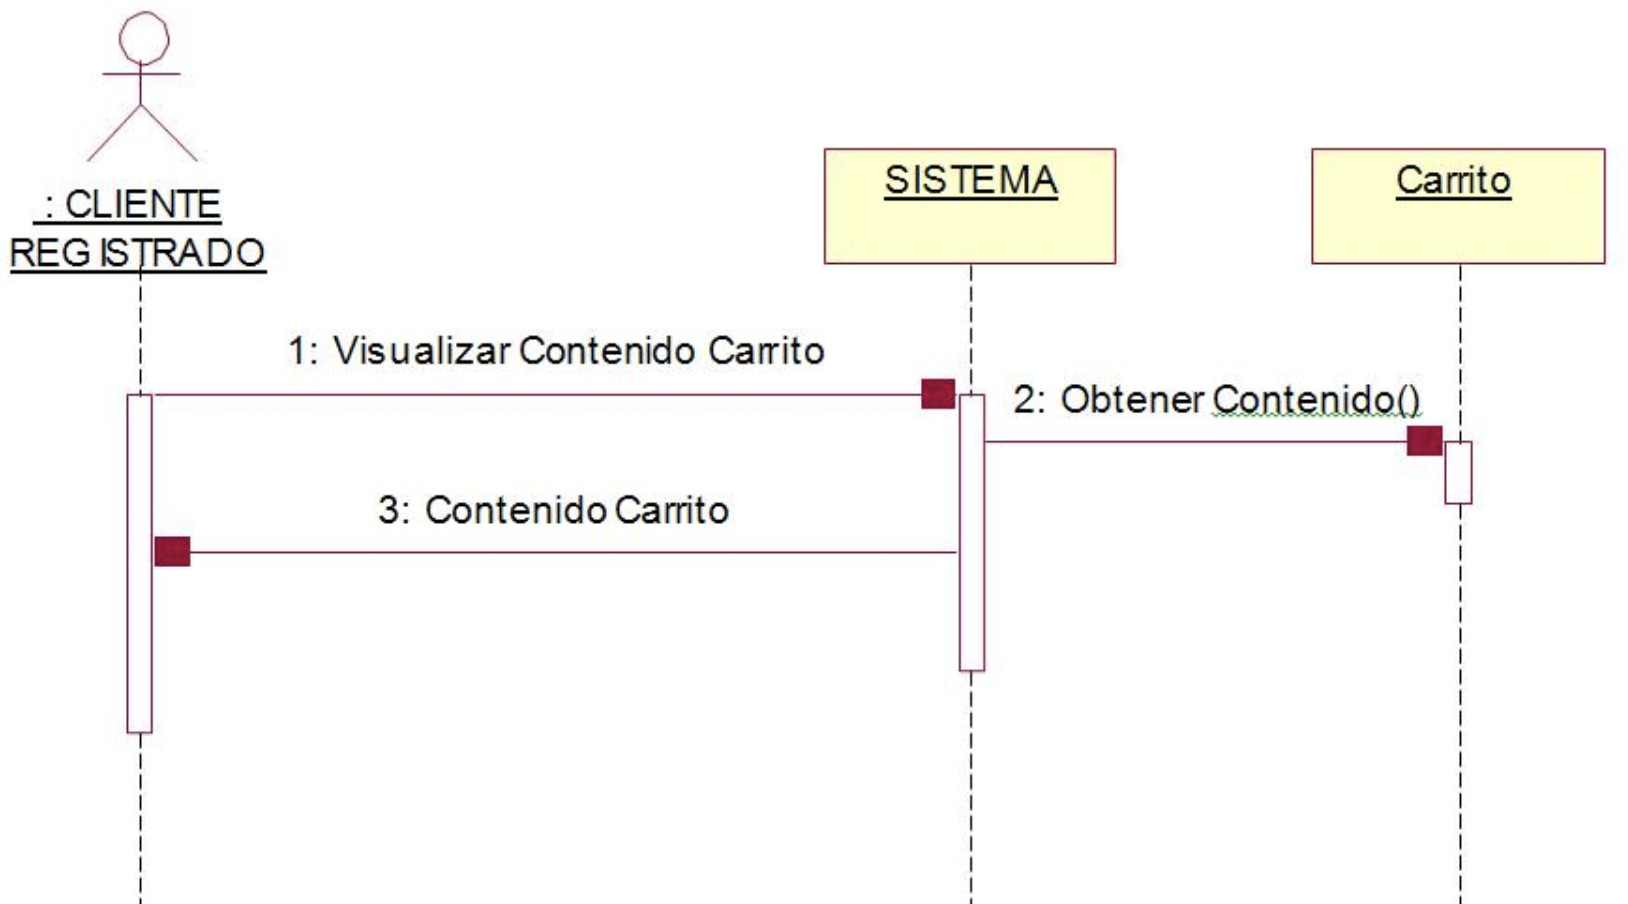 : CLIENTE
REGISTRADO
SISTEMA
Carrito
1: Visualizar Contenido Carrito
2: Obtener Contenido()
3: Contenido Carrito